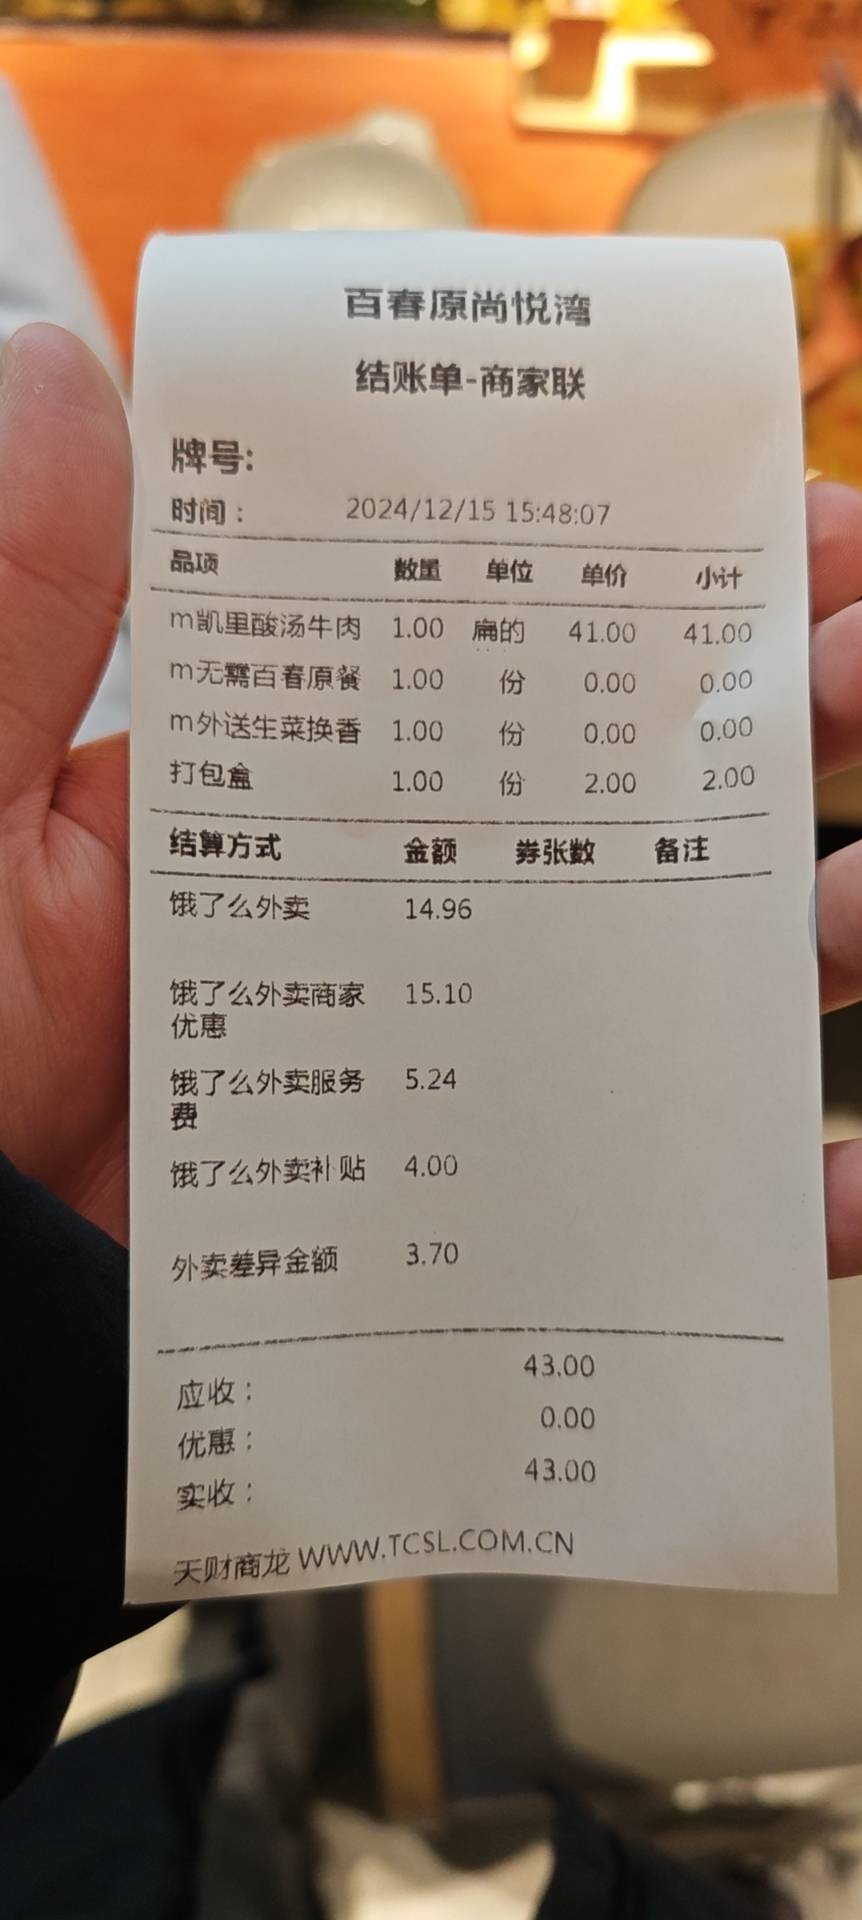 百春原尚悦湾
结账单-商家联
牌号:
时间： 2024/12/15 15:48:07
品项 数量 单位 单价 小计
m凯里酸汤牛肉 1.00 扁的 41.00 41.00
m无需百春原餐 1.00 份 0.00 0.00
m外送生菜换香 1.00 份 0.00 0.00
打包盒 1.00 份 2.00 2.00
结算方式 金额 券张数 备注
饿了么外卖 14.96
饿了么外卖商家 15.10
优惠
饿了么外卖服务 5.24
费
饿了么外卖补贴 4.00
外卖差异金额 3.70
应收： 43.00
优惠： 0.00
实收： 43.00
天财商龙 WWW.TCSL.COM.CN